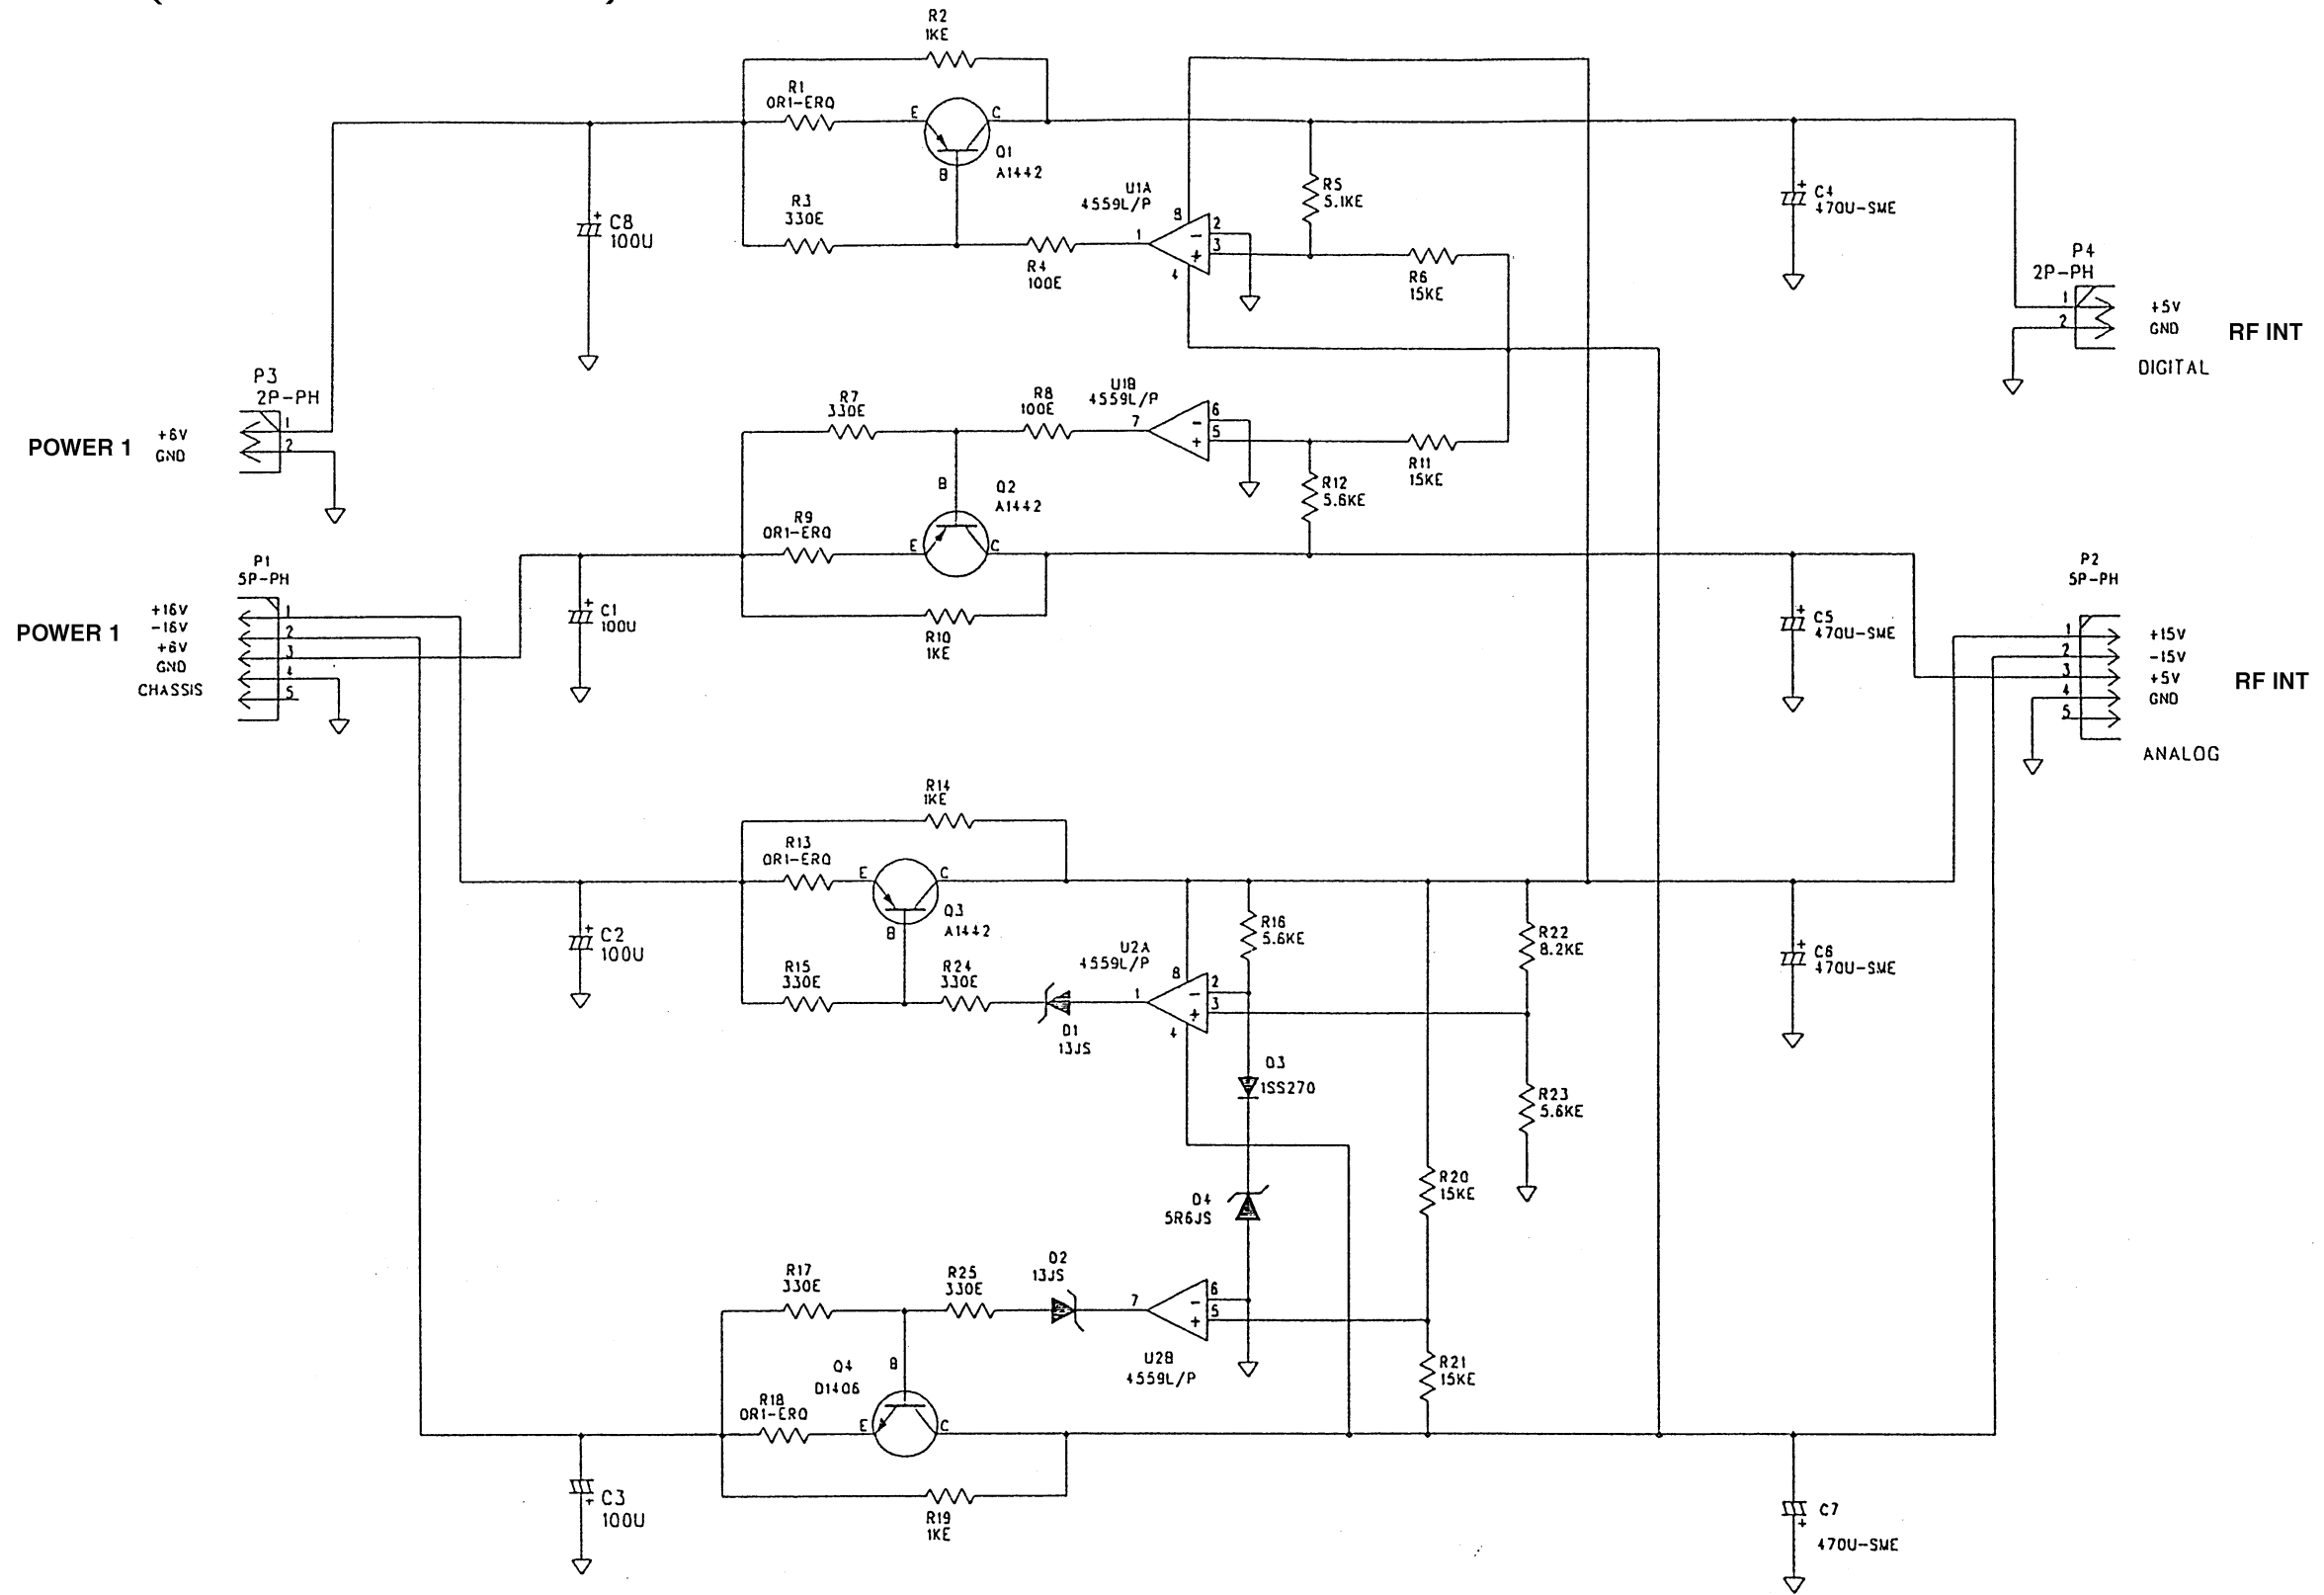 R2
1KE
R1
0R1-ERQ
E
C
B
Q1
A1442
R3
330E
R4
100E
U1A
4559L/P
8
2
3
1
4
-
+
R5
5.1KE
R6
15KE
C8
100U
+
C4
470U-SME
+
P4
2P-PH
1
2
+5V
GND
DIGITAL
RF INT
P3
2P-PH
POWER 1
+6V
GND
1
2
R7
330E
R8
100E
U1B
4559L/P
7
6
5
-
+
R11
15KE
R12
5.6KE
Q2
A1442
B
E
C
R9
0R1-ERQ
R10
1KE
C1
100U
+
C5
470U-SME
+
P1
5P-PH
POWER 1
+16V
-16V
+6V
GND
CHASSIS
1
2
3
4
5
P2
5P-PH
1
2
3
4
5
+15V
-15V
+5V
GND
ANALOG
RF INT
R14
1KE
R13
0R1-ERQ
E
C
B
Q3
A1442
R15
330E
R24
330E
D1
13JS
U2A
4559L/P
8
2
3
1
4
-
+
R16
5.6KE
R22
8.2KE
R23
5.6KE
C2
100U
+
C6
470U-SME
+
D3
1SS270
D4
5R6JS
R20
15KE
R21
15KE
R17
330E
R25
330E
D2
13JS
7
6
5
-
+
U2B
4559L/P
Q4
D1406
B
E
C
R18
0R1-ERQ
R19
1KE
C3
100U
+
C7
470U-SME
+